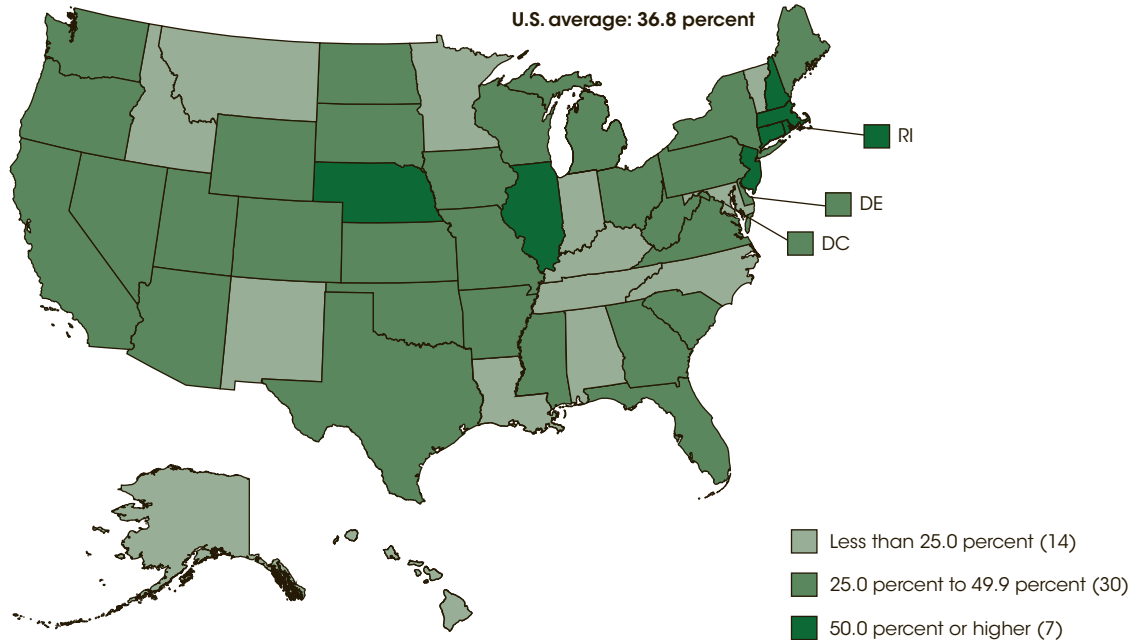 U.S. average: 36.8 percent
RI
DE
DC
Less than 25.0 percent (14)
25.0 percent to 49.9 percent (30)
50.0 percent or higher (7)